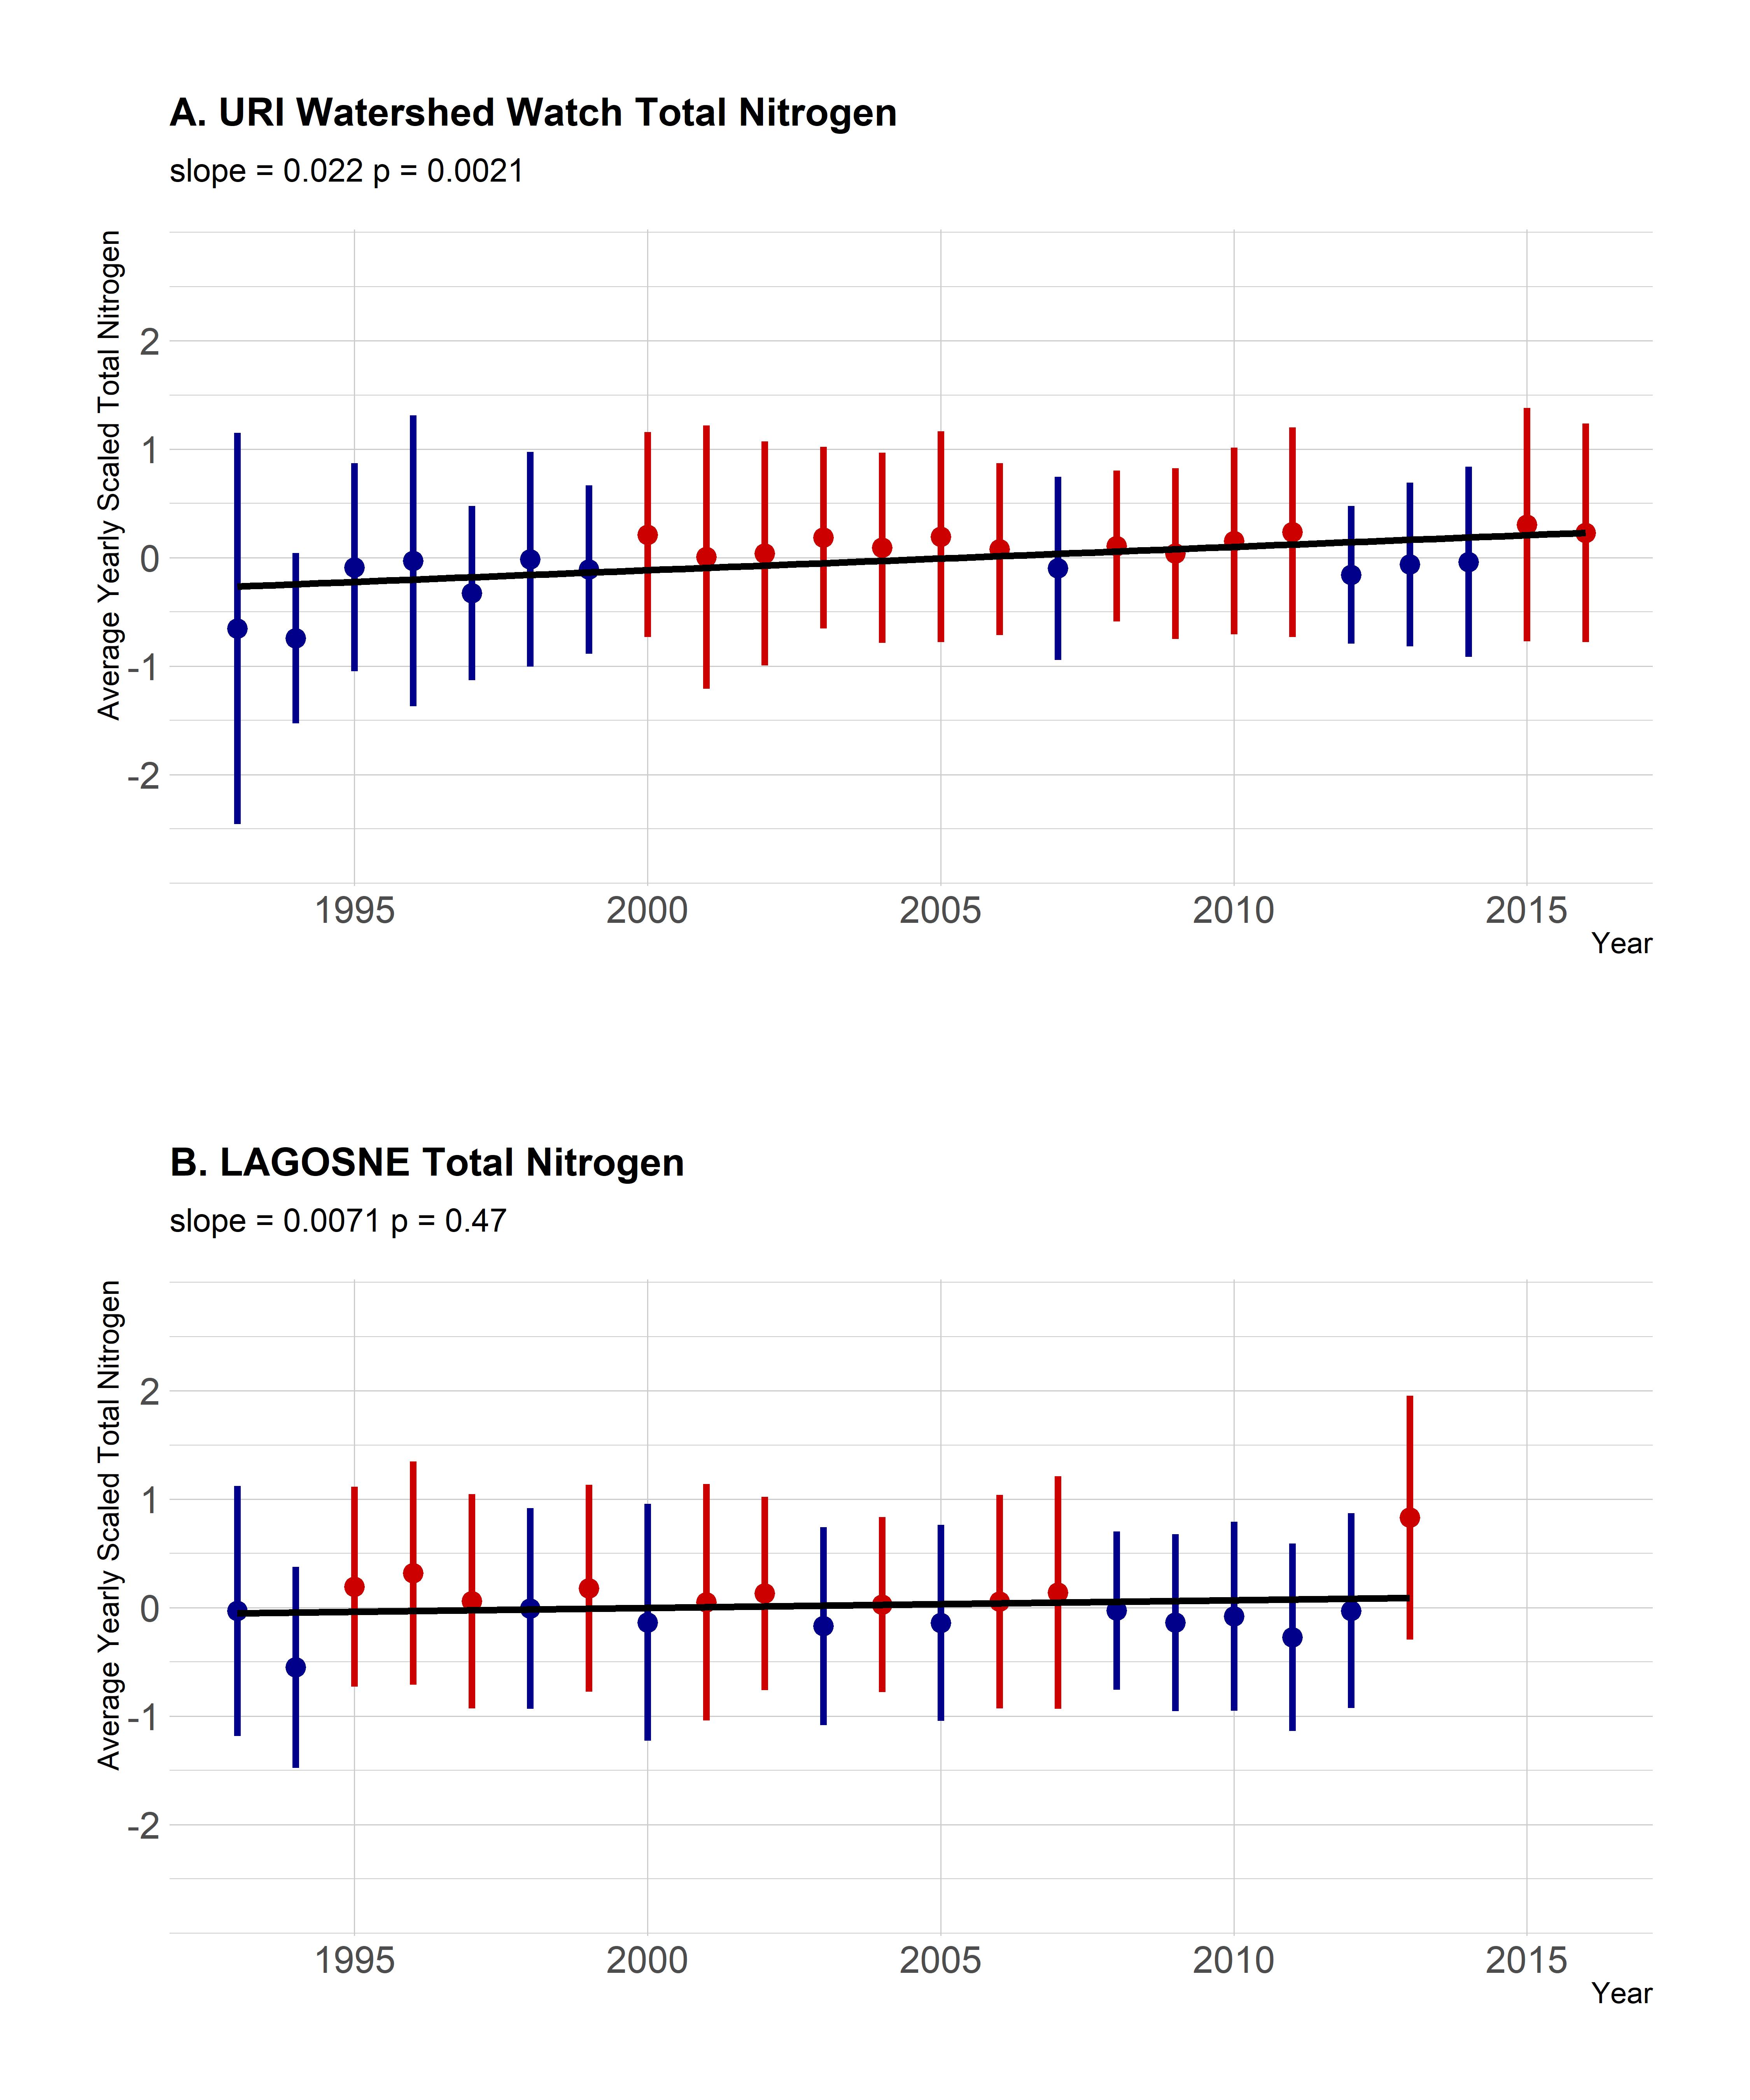 A. URI Watershed Watch Total Nitrogen
slope = 0.022 p = 0.0021
Average Yearly Scaled Total Nitrogen
2
1
0
-1
-2
1995 2000 2005 2010 2015
Year
B. LAGOSNE Total Nitrogen
slope = 0.0071 p = 0.47
Average Yearly Scaled Total Nitrogen
2
1
0
-1
-2
1995 2000 2005 2010 2015
Year